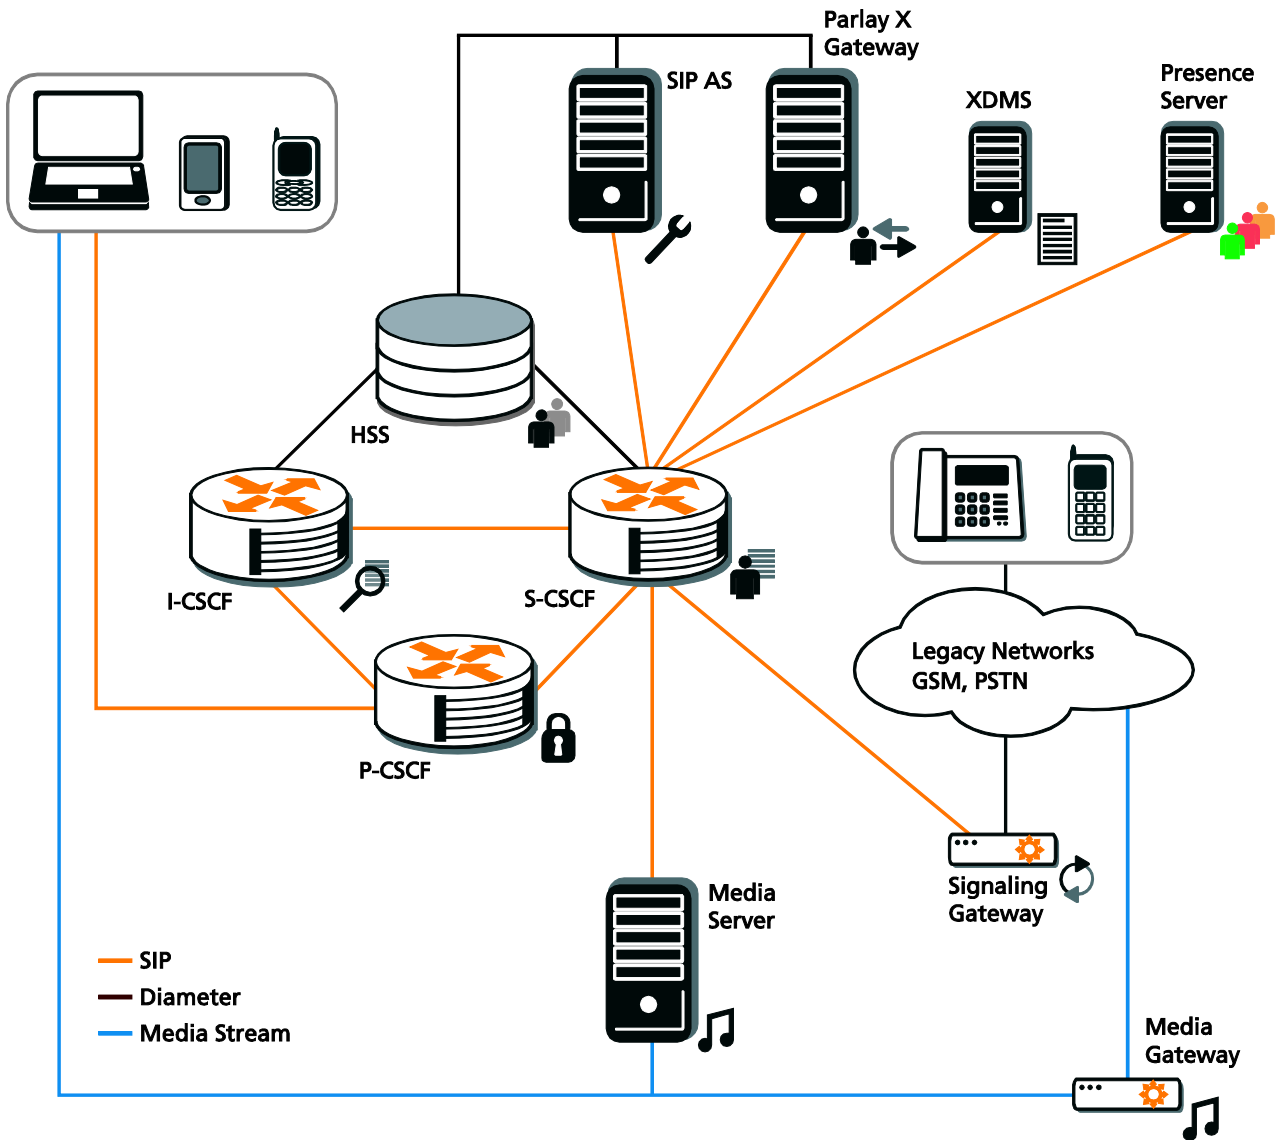 Parlay X
Gateway
SIP AS
XDMS
Presence
Server
HSS
I-CSCF
S-CSCF
P-CSCF
Legacy Networks
GSM, PSTN
Signaling
Gateway
Media
Server
SIP
Diameter
Media Stream
Media
Gateway